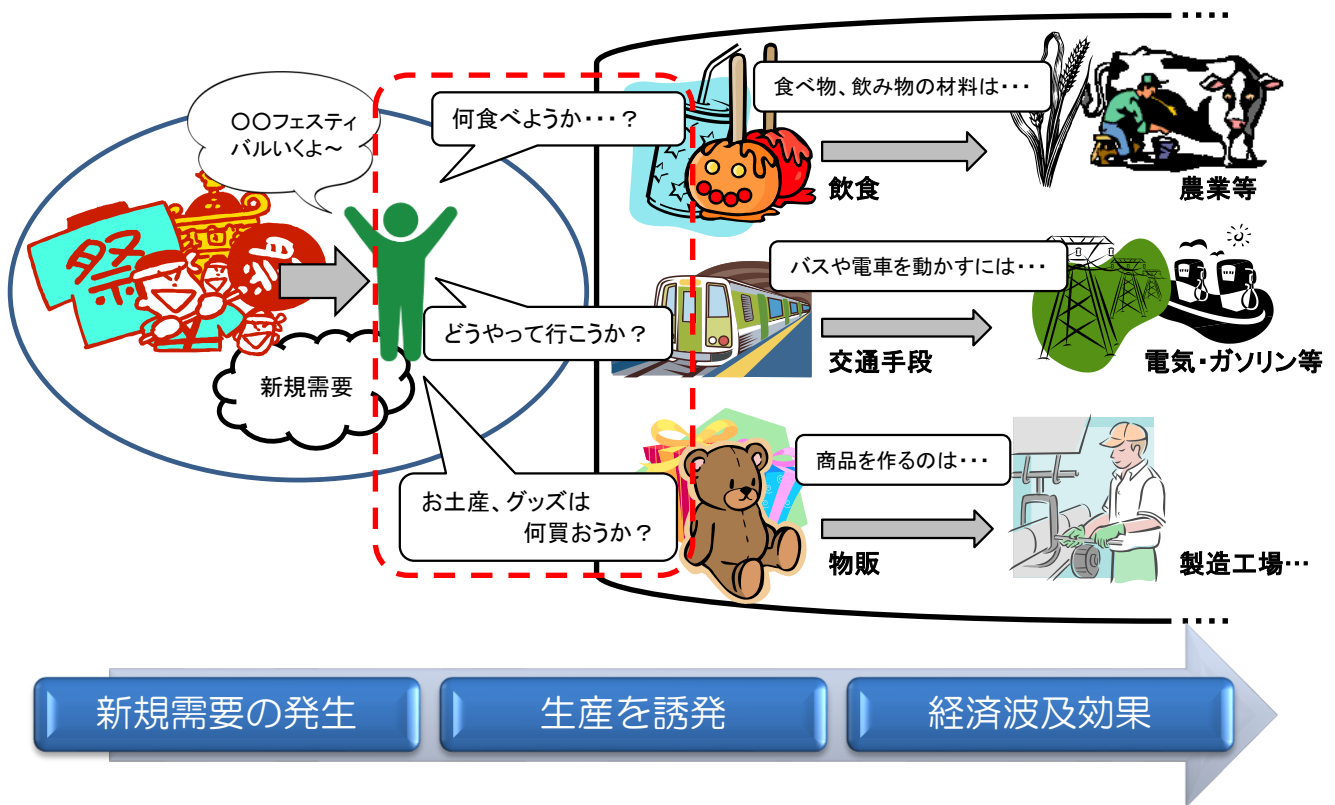 〇〇フェスティ
バルいくよ～
祭
新規需要
何食べようか・・・？
どうやって行こうか？
お土産、グッズは
何買おうか？
食べ物、飲み物の材料は・・・
飲食
農業等
バスや電車を動かすには・・・
交通手段
電気・ガソリン等
商品を作るのは・・・
物販
製造工場…
新規需要の発生
生産を誘発
経済波及効果